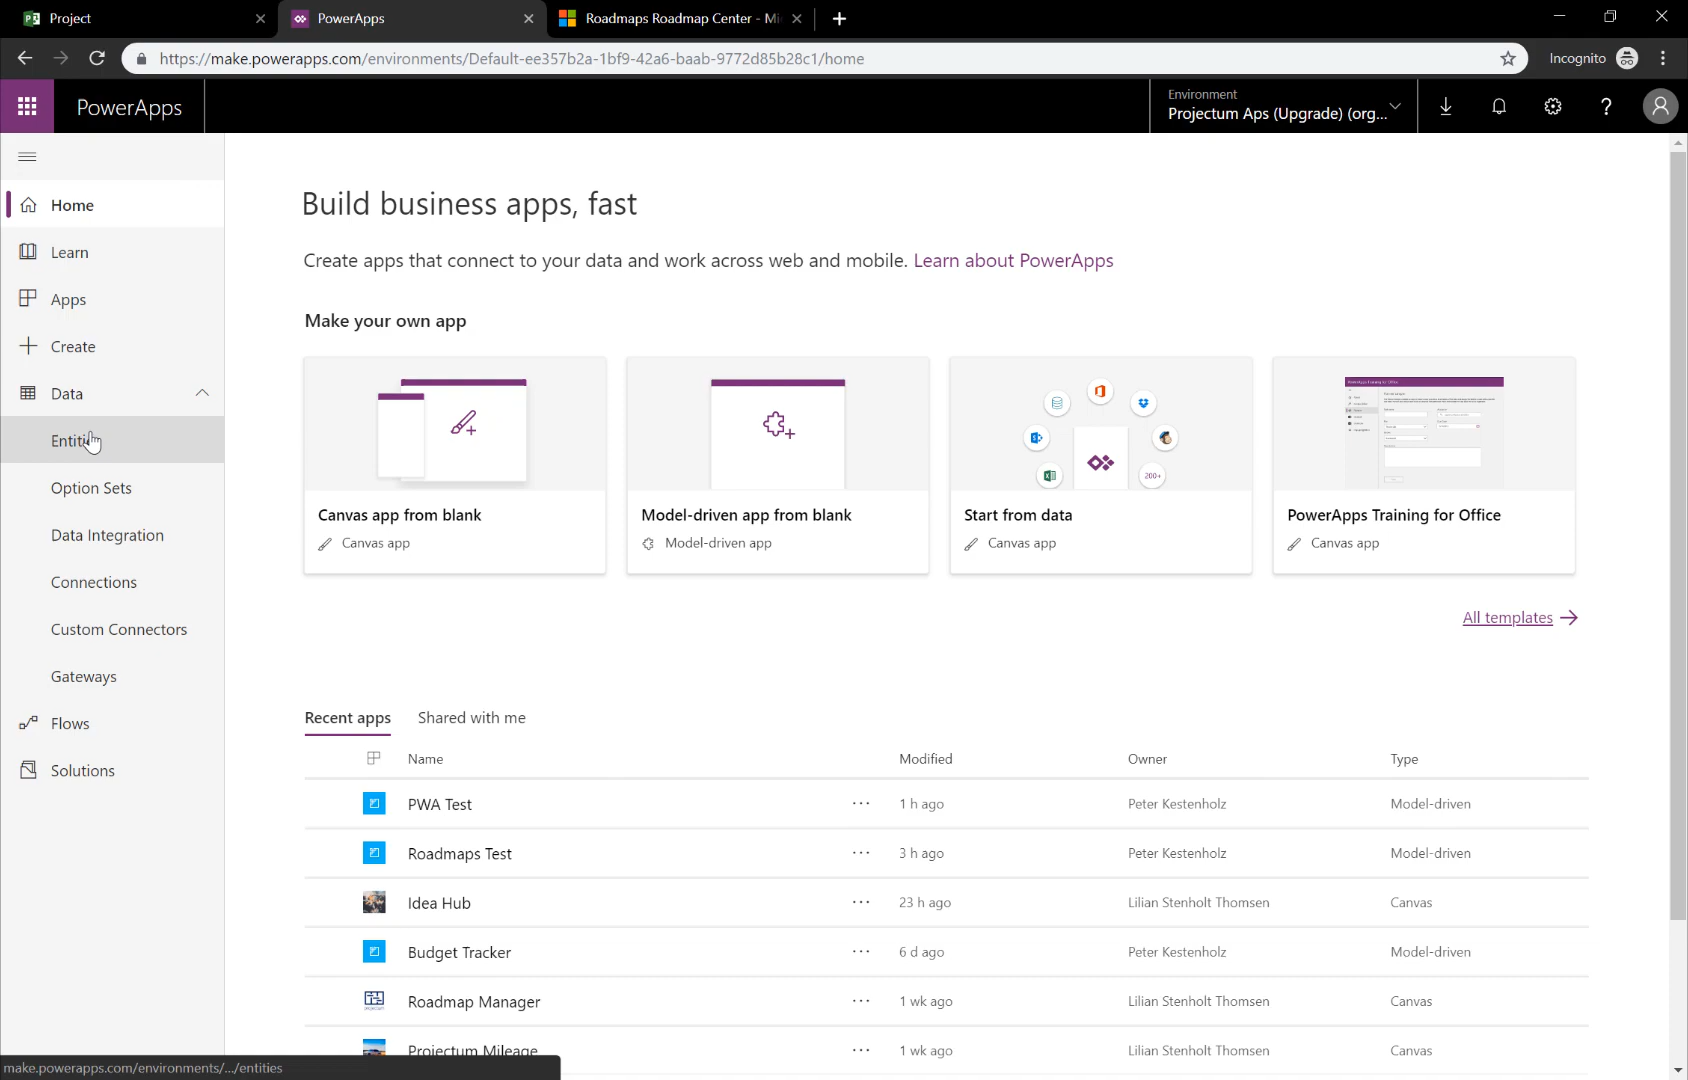 Project
PowerApps
Roadmaps Roadmap Center - Mi
https://make.powerapps.com/environments/Default-ee357b2a-1bf9-42a6-baab-9772d85b28c1/home
Incognito
PowerApps
Environment
Projectum Aps (Upgrade) (org...
?
Home
Learn
Apps
Create
Data
Entiti
Option Sets
Data Integration
Connections
Custom Connectors
Gateways
Flows
Solutions
Build business apps, fast
Create apps that connect to your data and work across web and mobile. Learn about PowerApps
Make your own app
200+
Canvas app from blank
Canvas app
Model-driven app from blank
Model-driven app
Start from data
Canvas app
PowerApps Training for Office
Canvas app
All templates
Recent apps Shared with me
Name Modified Owner Type
PWA Test ... 1 h ago Peter Kestenholz Model-driven
Roadmaps Test ... 3 h ago Peter Kestenholz Model-driven
Idea Hub ... 23 h ago Lilian Stenholt Thomsen Canvas
Budget Tracker ... 6 d ago Peter Kestenholz Model-driven
Roadmap Manager ... 1 wk ago Lilian Stenholt Thomsen Canvas
Projectum Mileage ... 1 wk ago Lilian Stenholt Thomsen Canvas
make.powerapps.com/environments/.../entities